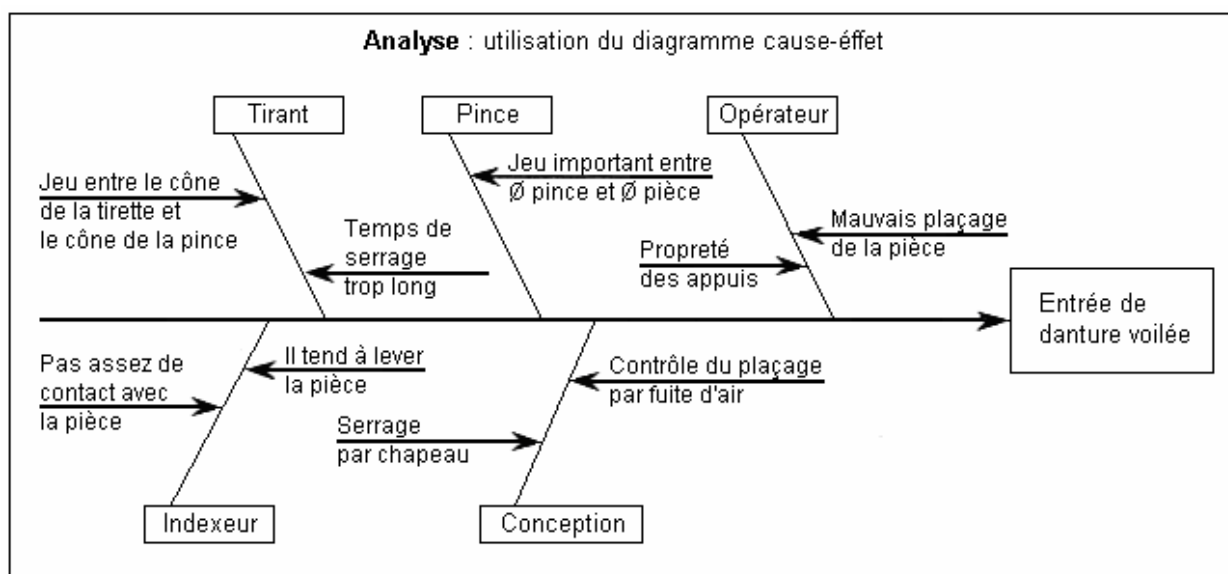 Analyse : utilisation du diagramme cause-éffet
Tirant
Pince
Opérateur
Jeu entre le cône
de la tirette et
le cône de la pince
Temps de
serrage
trop long
Jeu important entre
Ø pince et Ø pièce
Propreté
des appuis
Mauvais plaçage
de la pièce
Entrée de
danture voilée
Pas assez de
contact avec
la pièce
Il tend à lever
la pièce
Serrage
par chapeau
Contrôle du plaçage
par fuite d'air
Indexeur
Conception